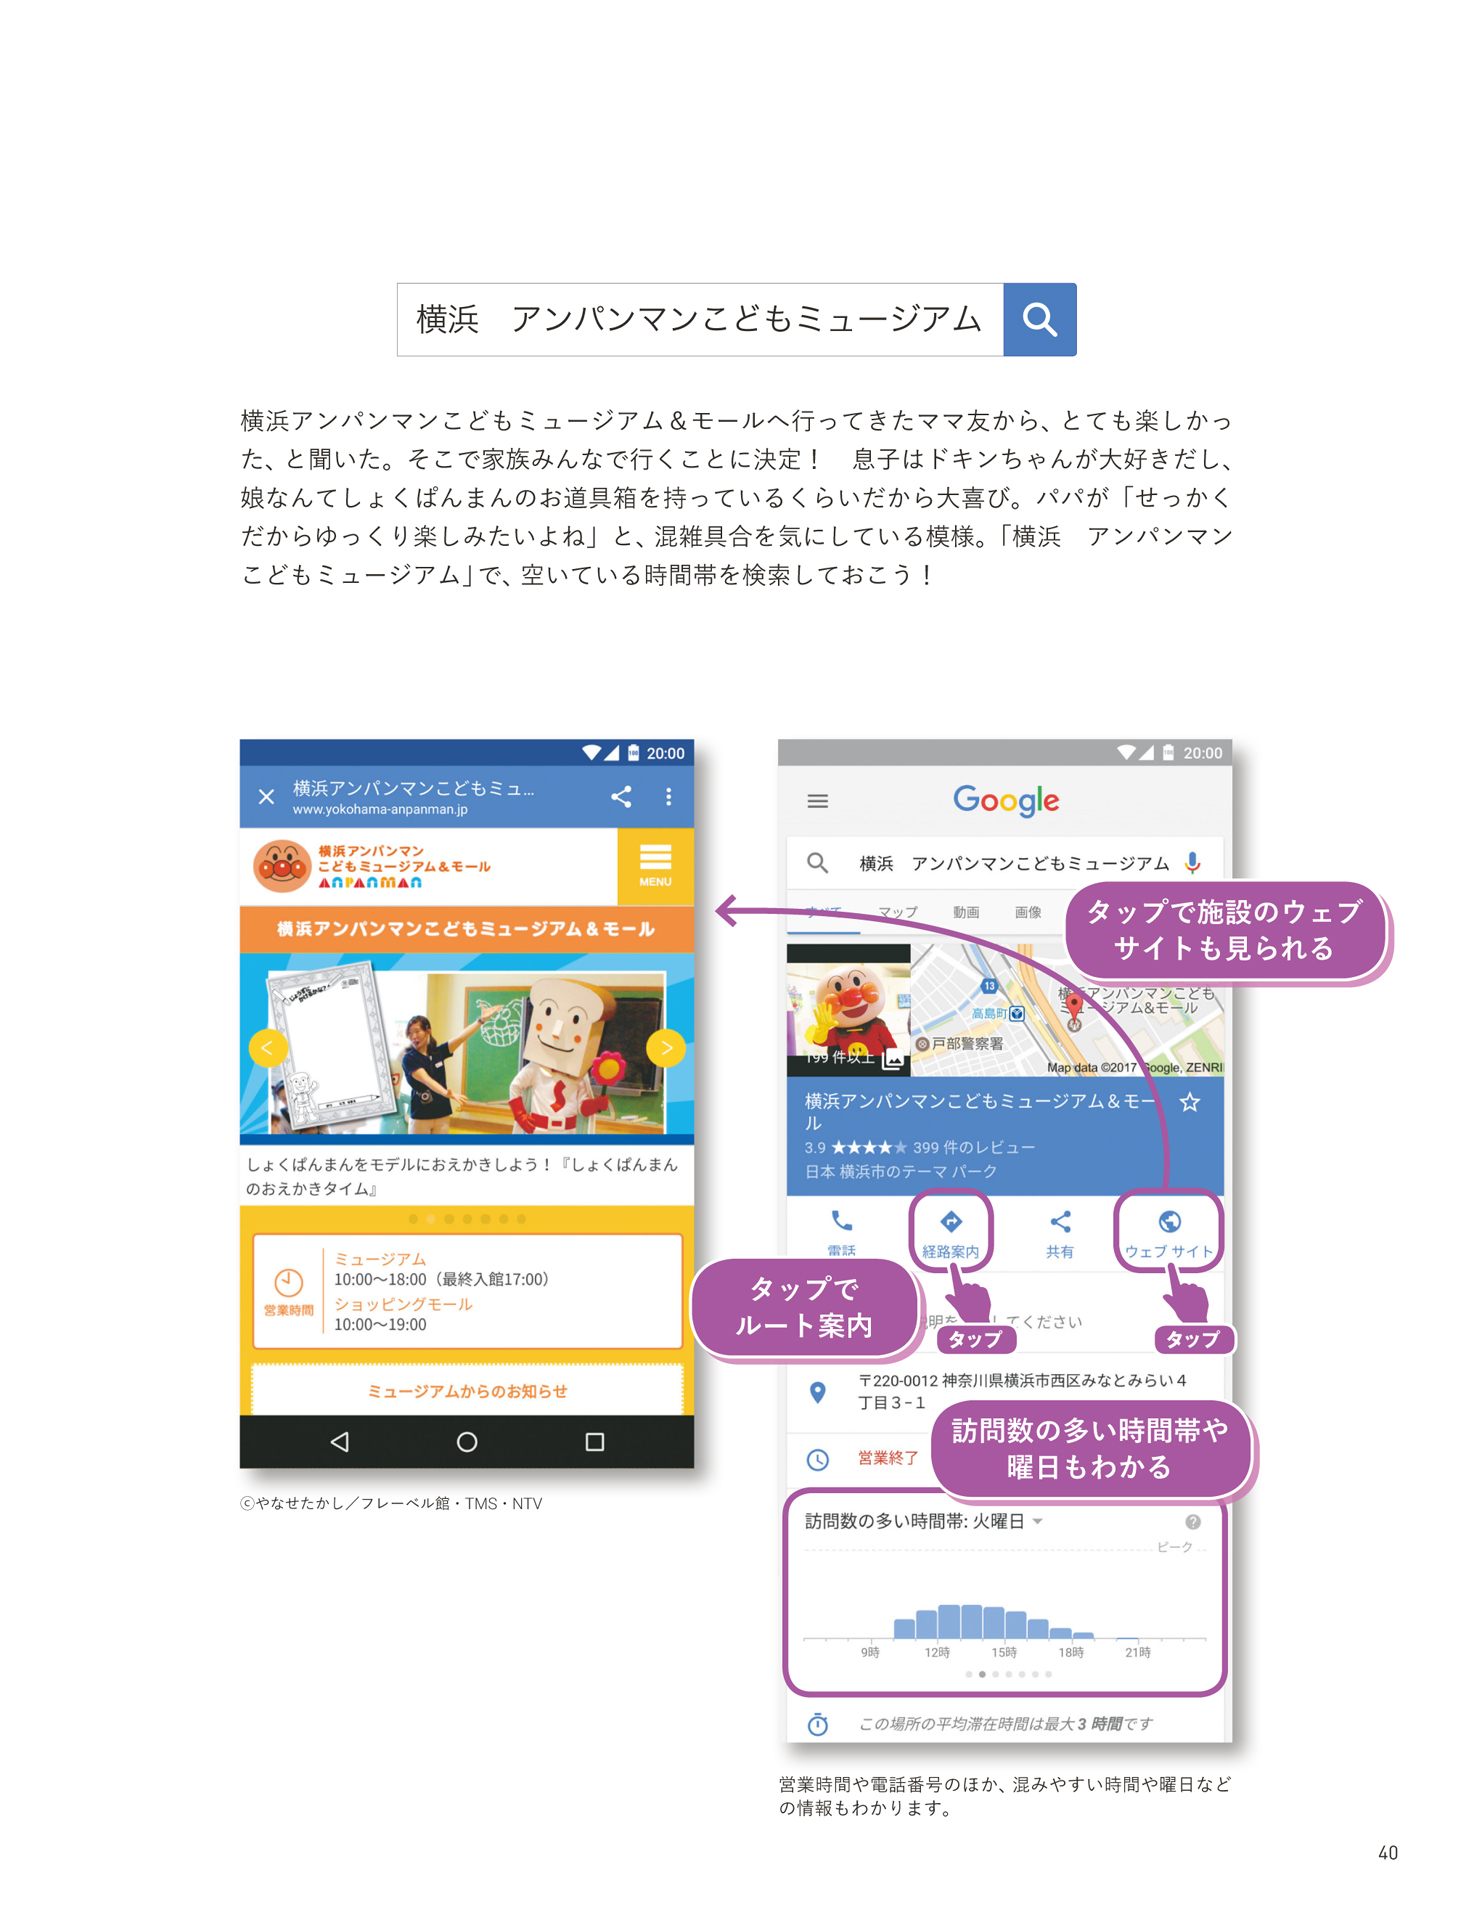 横浜　アンパンマンこどもミュージアム
横浜アンパンマンこどもミュージアム＆モールへ行ってきたママ友から、とても楽しかっ
た、と聞いた。そこで家族みんなで行くことに決定！　息子はドキンちゃんが大好きだし、
娘なんてしょくぱんまんのお道具箱を持っているくらいだから大喜び。パパが「せっかく
だからゆっくり楽しみたいよね」と、混雑具合を気にしている模様。「横浜　アンパンマン
こどもミュージアム」で、空いている時間帯を検索しておこう！
20:00
横浜アンパンマンこどもミュ...
www.yokohama-anpanman.jp
横浜アンパンマン
こどもミュージアム＆モール
ANPANMAN
MENU
横浜アンパンマンこどもミュージアム＆モール
しょくぱんまんをモデルにおえかきしよう！『しょくぱんまん
のおえかきタイム』
営業時間
ミュージアム
10:00〜18:00（最終入館17:00）
ショッピングモール
10:00〜19:00
ミュージアムからのお知らせ
©やなせたかし／フレーベル館・TMS・NTV
20:00
Google
横浜　アンパンマンこどもミュージアム
すべて　マップ　動画　画像
タップで施設のウェブ
サイトも見られる
13
高島町
戸部警察署
横浜アンパンマンこども
ミュージアム&モール
199 件以上
Map data ©2017 Google, ZENRI
横浜アンパンマンこどもミュージアム＆モー
ル
3.9 ★★★★★ 399 件のレビュー
日本 横浜市のテーマ パーク
電話
経路案内
共有
ウェブ サイト
タップで
ルート案内
タップ
タップ
してください
〒220-0012 神奈川県横浜市西区みなとみらい４
丁目３−１
営業終了
訪問数の多い時間帯や
曜日もわかる
訪問数の多い時間帯: 火曜日
ピーク
9時　12時　15時　18時　21時
この場所の平均滞在時間は最大 3 時間です
営業時間や電話番号のほか、混みやすい時間や曜日など
の情報もわかります。
40